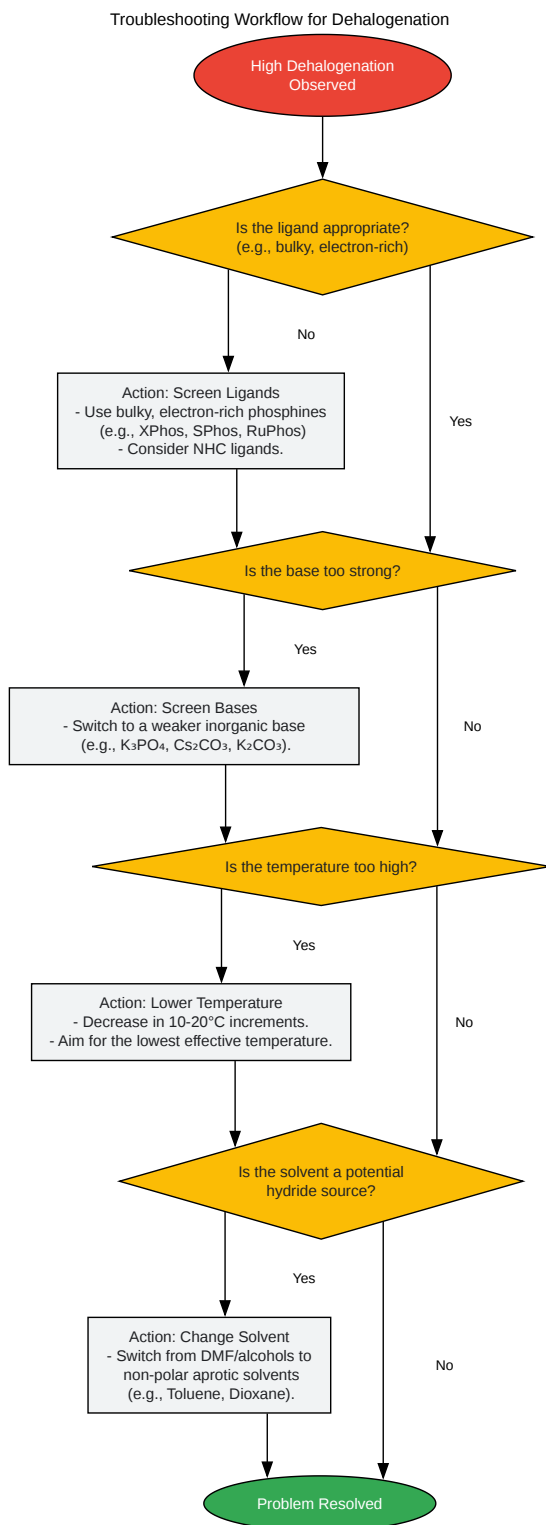 Troubleshooting Workflow for Dehalogenation
High Dehalogenation
Observed
Is the ligand appropriate?
(e.g., bulky, electron-rich)
No
Action: Screen Ligands
- Use bulky, electron-rich phosphines
(e.g., XPhos, SPhos, RuPhos)
- Consider NHC ligands.
Yes
Is the base too strong?
Yes
Action: Screen Bases
- Switch to a weaker inorganic base
(e.g., K₃PO₄, Cs₂CO₃, K₂CO₃).
No
Is the temperature too high?
Yes
Action: Lower Temperature
- Decrease in 10-20°C increments.
- Aim for the lowest effective temperature.
No
Is the solvent a potential
hydride source?
Yes
Action: Change Solvent
- Switch from DMF/alcohols to
non-polar aprotic solvents
(e.g., Toluene, Dioxane).
No
Problem Resolved